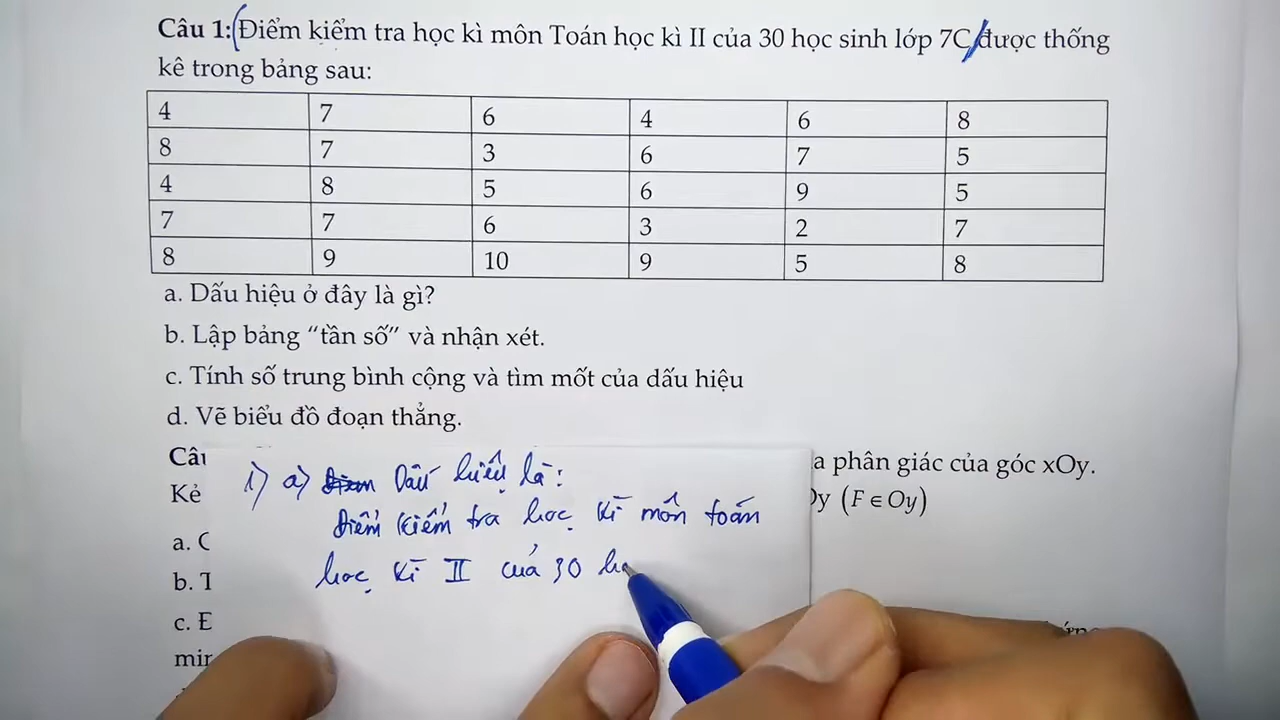 Câu 1: Điểm kiểm tra học kì môn Toán học kì II của 30 học sinh lớp 7C được thống
kê trong bảng sau:
4 7 6 4 6 8
8 7 3 6 7 5
4 8 5 6 9 5
7 7 6 3 2 7
8 9 10 9 5 8
a. Dấu hiệu ở đây là gì?
b. Lập bảng “tần số” và nhận xét.
c. Tính số trung bình cộng và tìm mốt của dấu hiệu
d. Vẽ biểu đồ đoạn thẳng.
Câu a phân giác của góc xOy.
Kẻ Oy (F ∈ Oy)
1) a) Dấu hiệu là:
Điểm kiểm tra học kì môn toán
học kì II của 30 họ
a.
b.
c.